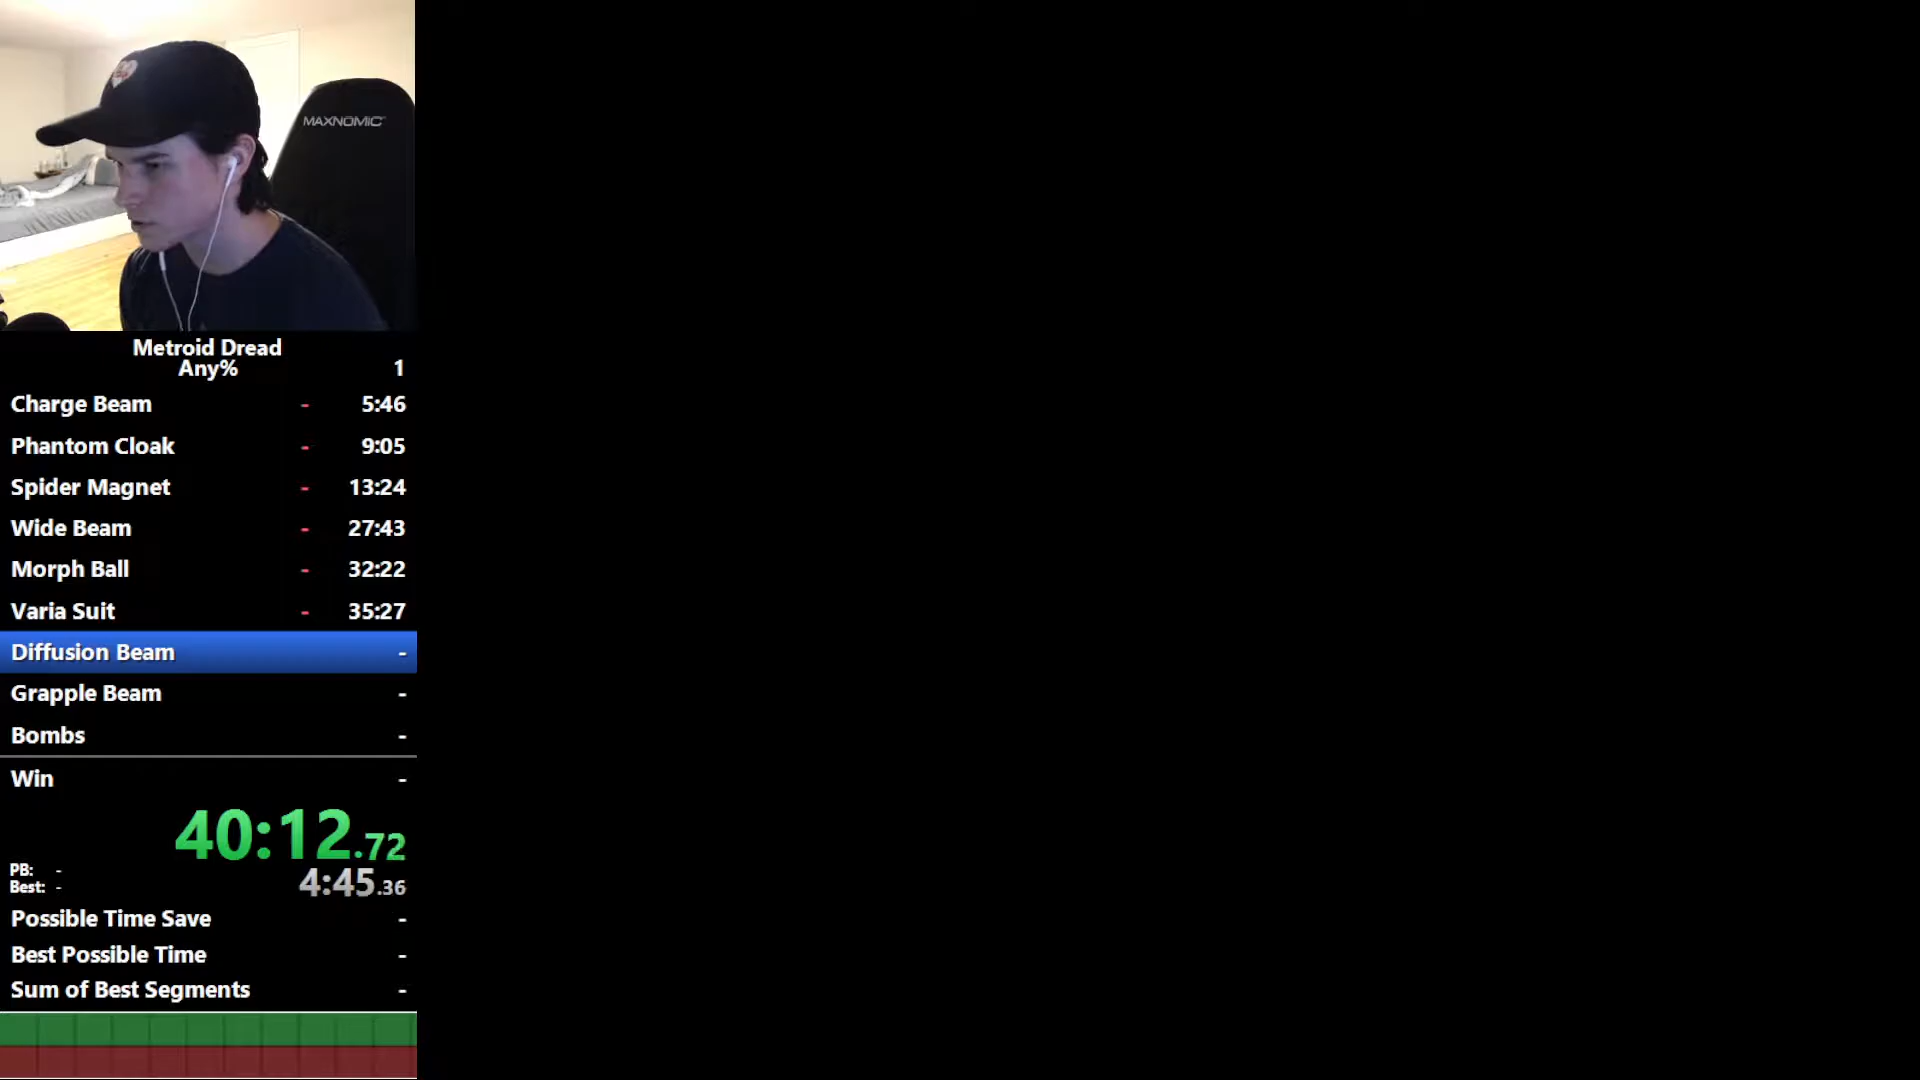 MAXNOMIC
Metroid Dread
Any% 1
Charge Beam - 5:46
Phantom Cloak - 9:05
Spider Magnet - 13:24
Wide Beam - 27:43
Morph Ball - 32:22
Varia Suit - 35:27
Diffusion Beam -
Grapple Beam -
Bombs -
Win -
40:12.72
PB: -
Best: -
4:45.36
Possible Time Save -
Best Possible Time -
Sum of Best Segments -